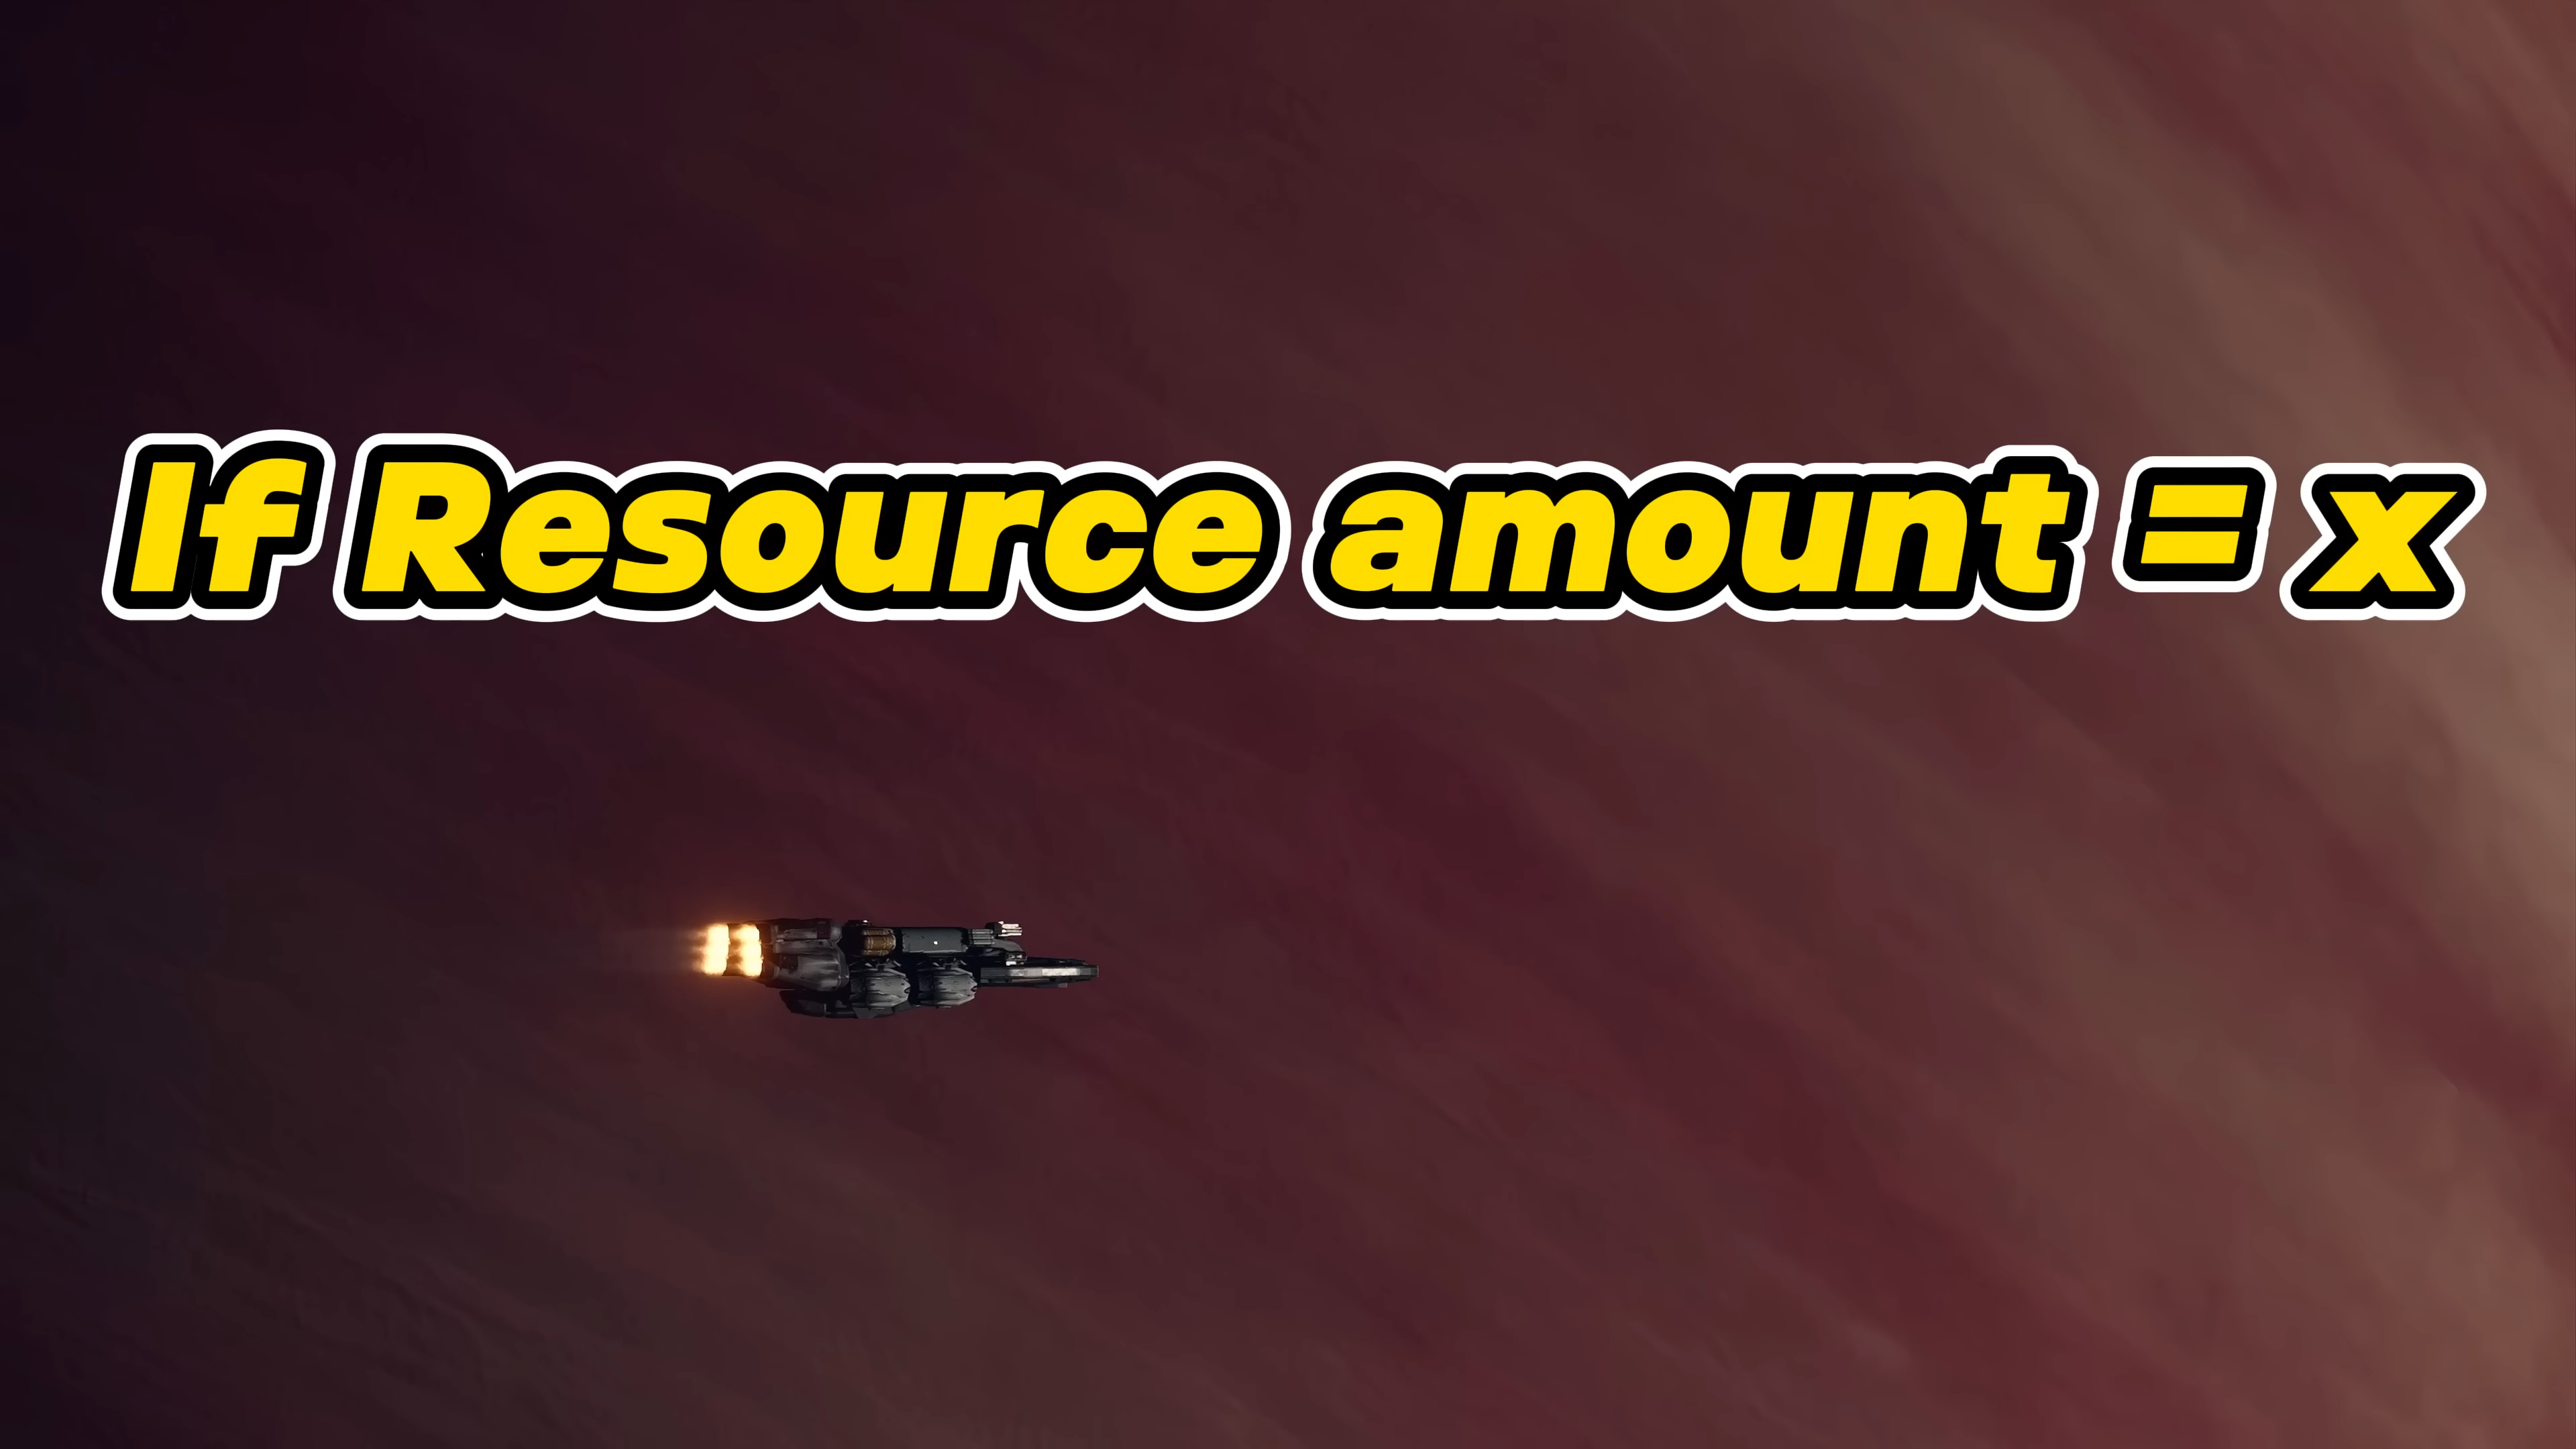 If Resource amount = x